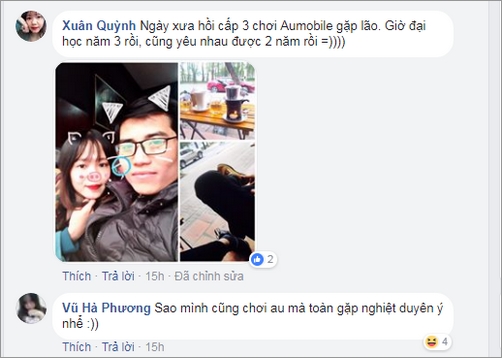 Xuân Quỳnh Ngày xưa hồi cấp 3 chơi Aumobile gặp lão. Giờ đại
học năm 3 rồi, cũng yêu nhau được 2 năm rồi =))))
2
Thích · Trả lời · 15h · Đã chỉnh sửa
Vũ Hà Phương Sao mình cũng chơi au mà toàn gặp nghiệt duyên ý
nhể :))
4
Thích · Trả lời · 15h